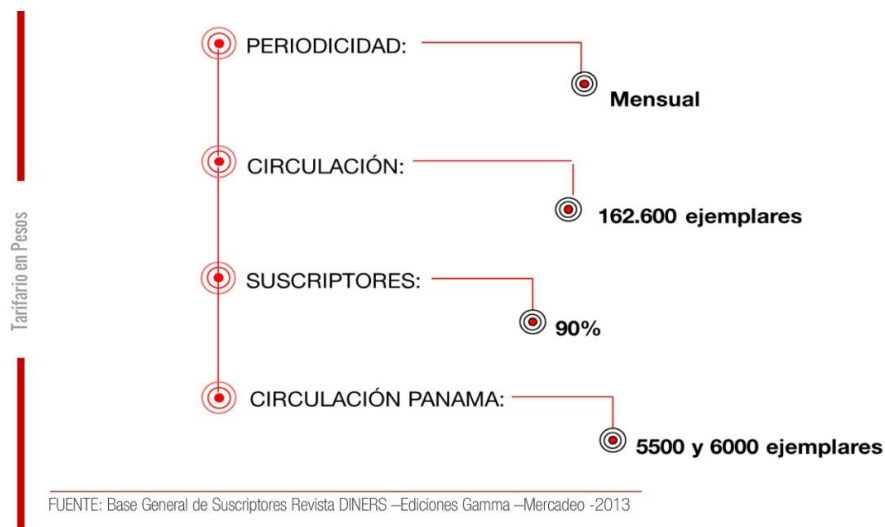 PERIODICIDAD:
Mensual
CIRCULACIÓN:
162.600 ejemplares
SUSCRIPTORES:
90%
CIRCULACIÓN PANAMA:
5500 y 6000 ejemplares
Tarifario en Pesos
FUENTE: Base General de Suscriptores Revista DINERS –Ediciones Gamma –Mercadeo -2013